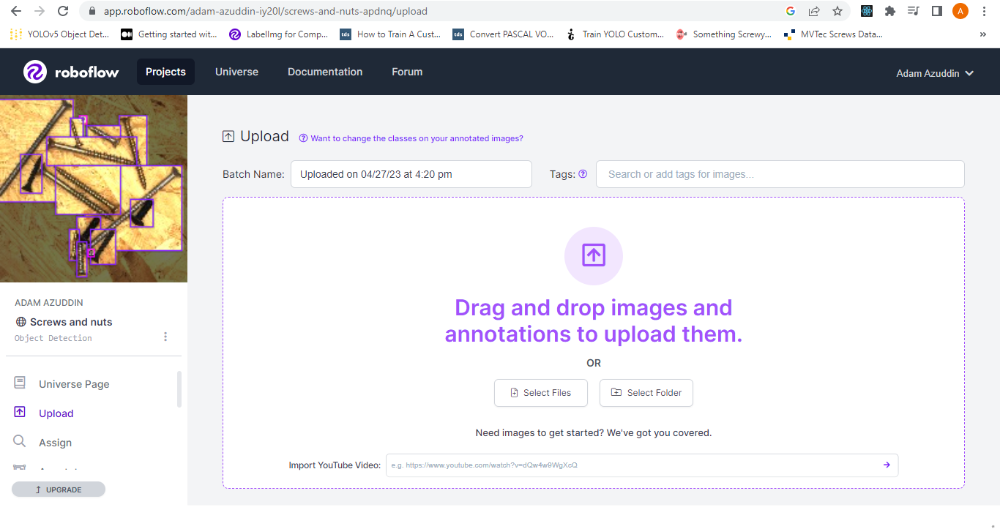 app.roboflow.com/adam-azuddin-iy20l/screws-and-nuts-apdnq/upload
A
YOLOv5 Object Det... Getting started wit... LabelImg for Comp... tds How to Train A Cust... tds Convert PASCAL VO... Train YOLO Custom... Something Screwy... MVTec Screws Data... »
roboflow Projects Universe Documentation Forum Adam Azuddin
Upload Want to change the classes on your annotated images?
Batch Name: Uploaded on 04/27/23 at 4:20 pm Tags: Search or add tags for images...
Drag and drop images and
annotations to upload them.
OR
Select Files Select Folder
Need images to get started? We've got you covered.
Import YouTube Video: e.g. https://www.youtube.com/watch?v=dQw4w9WgXcQ
ADAM AZUDDIN
Screws and nuts
Object Detection
Universe Page
Upload
Assign
UPGRADE